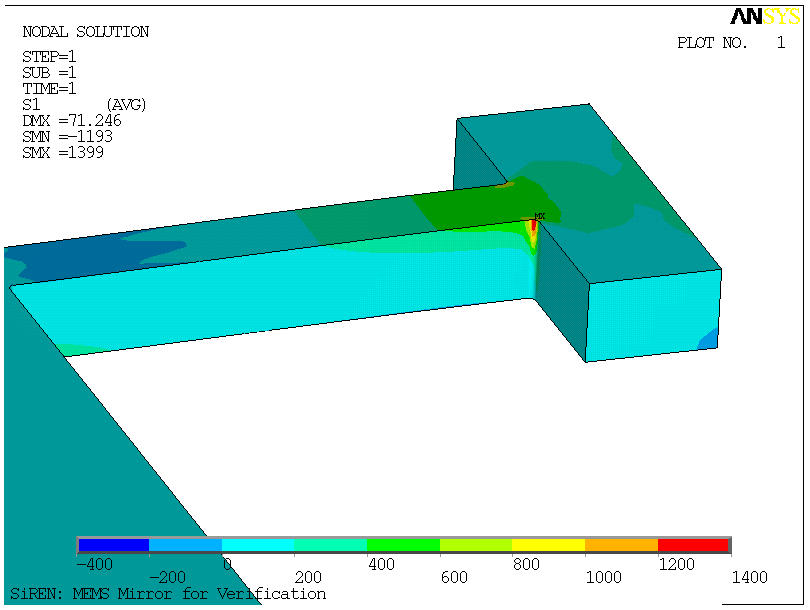 ANSYS
NODAL SOLUTION
PLOT NO. 1
STEP=1
SUB =1
TIME=1
S1 (AVG)
DMX =71.246
SMN =-1193
SMX =1399
MX
-400 0 400 800 1200
-200 200 600 1000 1400
SiREN: MEMS Mirror for Verification